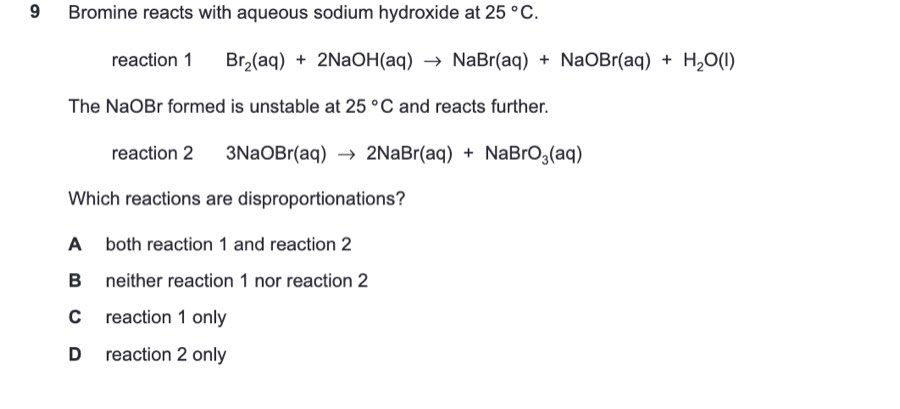 9 Bromine reacts with aqueous sodium hydroxide at 25 °C.
reaction 1 Br₂(aq) + 2NaOH(aq) → NaBr(aq) + NaOBr(aq) + H₂O(l)
The NaOBr formed is unstable at 25 °C and reacts further.
reaction 2 3NaOBr(aq) → 2NaBr(aq) + NaBrO₃(aq)
Which reactions are disproportionations?
A both reaction 1 and reaction 2
B neither reaction 1 nor reaction 2
C reaction 1 only
D reaction 2 only